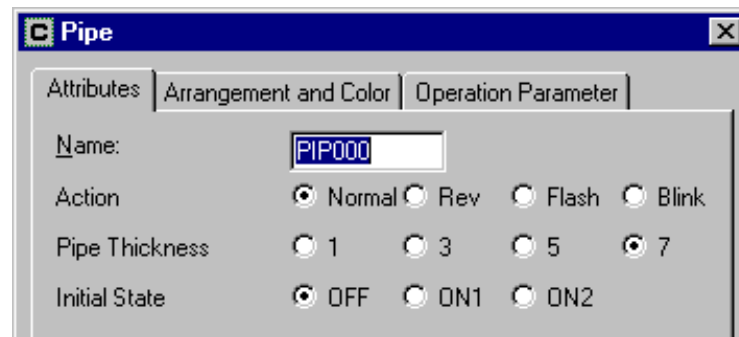 C Pipe
Attributes Arrangement and Color Operation Parameter
Name: PIP000
Action Normal Rev Flash Blink
Pipe Thickness 1 3 5 7
Initial State OFF ON1 ON2